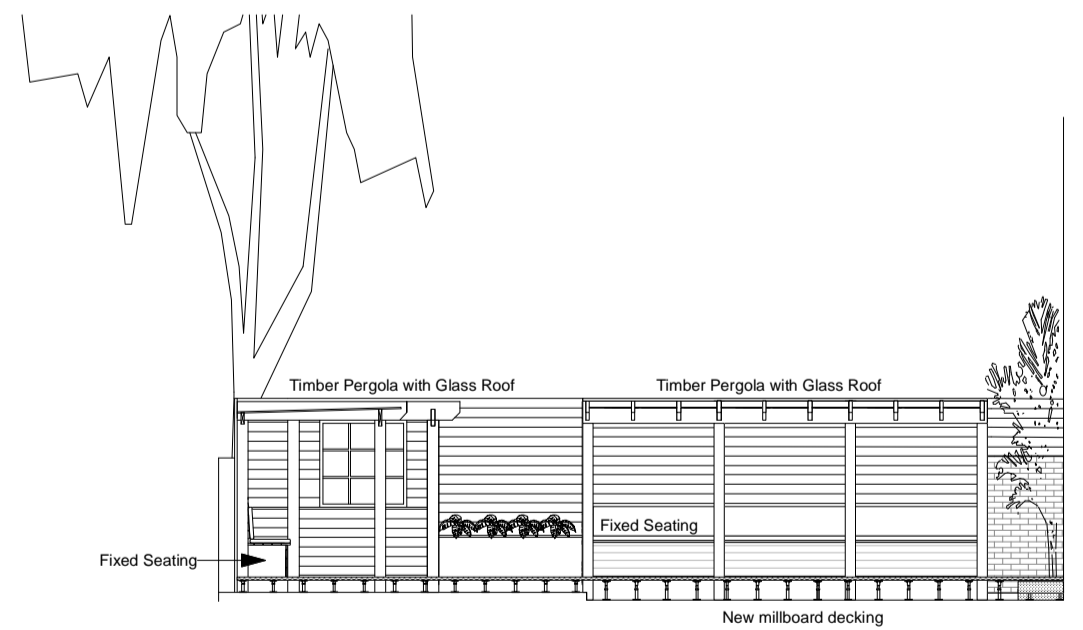 Timber Pergola with Glass Roof
Timber Pergola with Glass Roof
Fixed Seating
Fixed Seating
New millboard decking